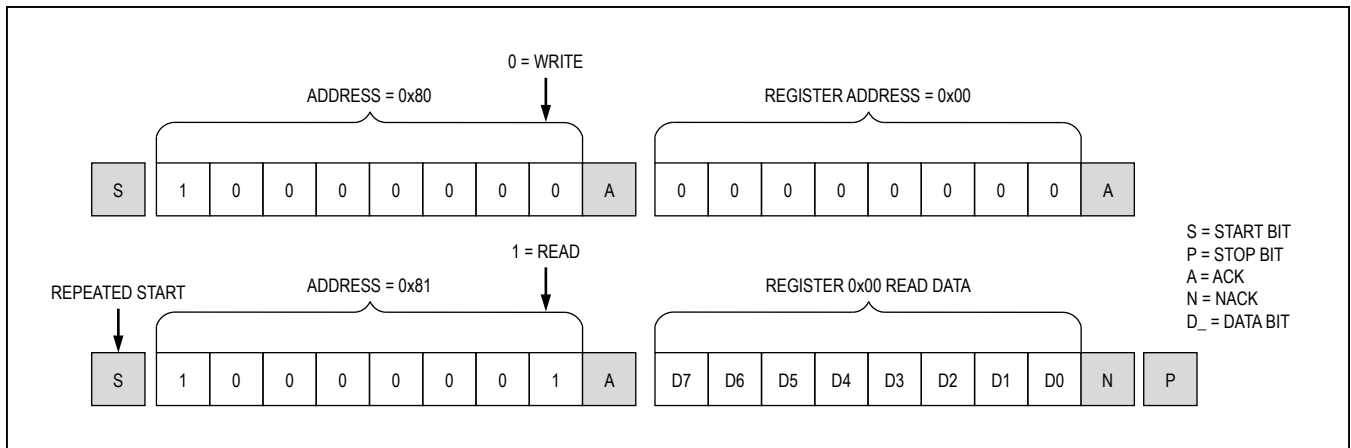 0 = WRITE
ADDRESS = 0x80 REGISTER ADDRESS = 0x00
S 1 0 0 0 0 0 0 0 A 0 0 0 0 0 0 0 0 A
1 = READ
REPEATED START ADDRESS = 0x81 REGISTER 0x00 READ DATA
S 1 0 0 0 0 0 0 1 A D7 D6 D5 D4 D3 D2 D1 D0 N P
S = START BIT
P = STOP BIT
A = ACK
N = NACK
D_ = DATA BIT